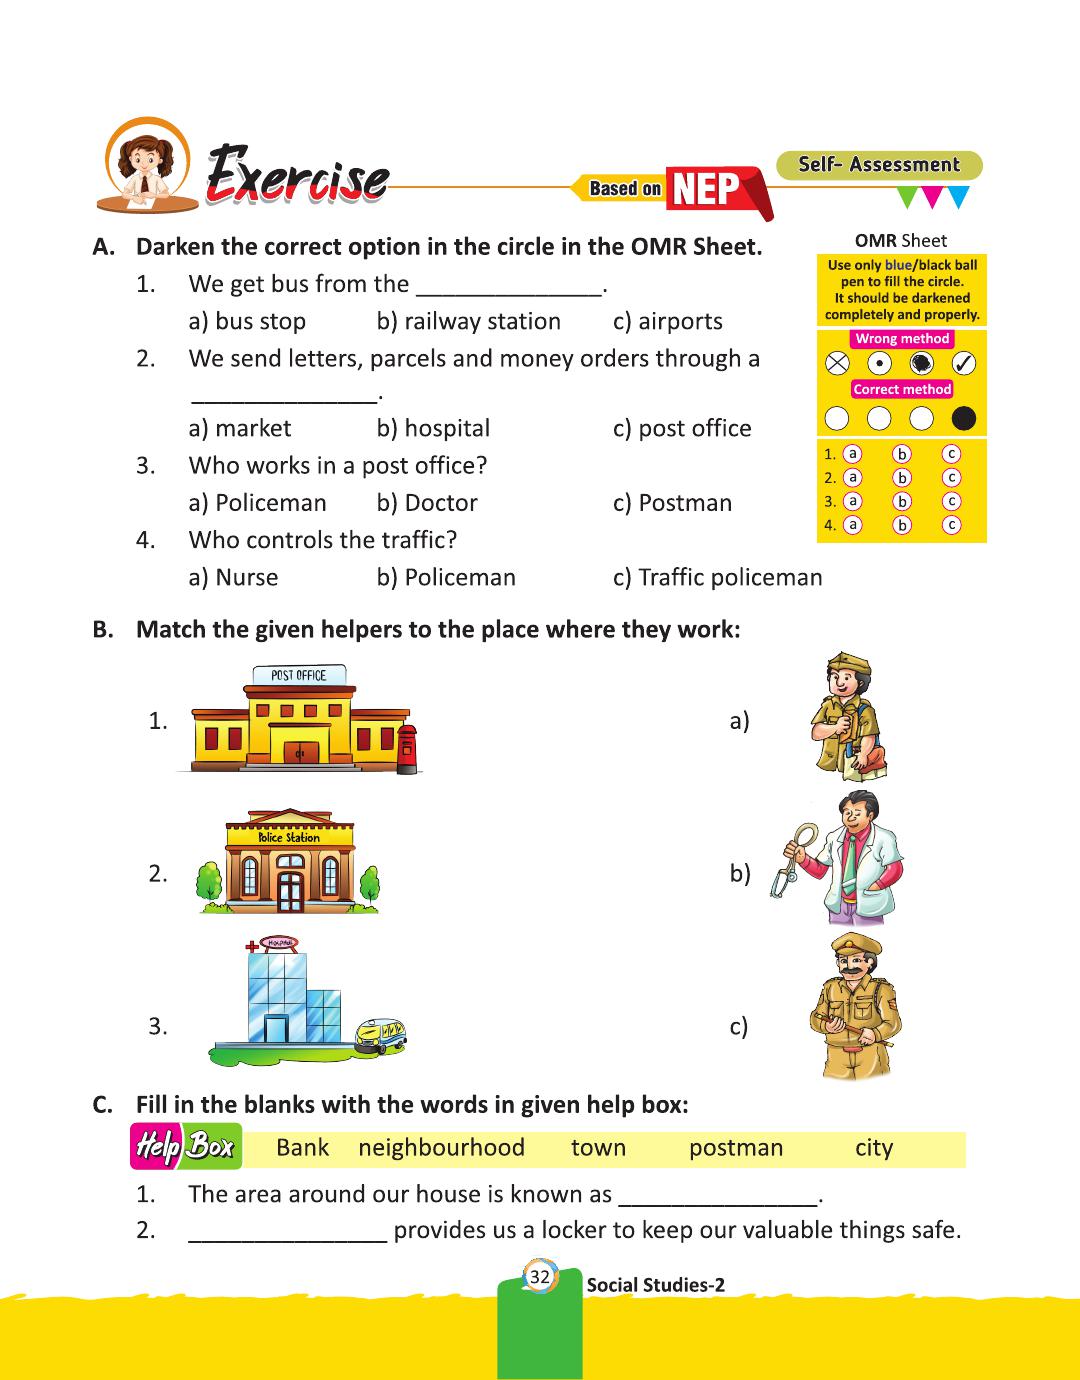 Exercise
Based on NEP
Self- Assessment
A. Darken the correct option in the circle in the OMR Sheet.
1. We get bus from the ______________.
a) bus stop b) railway station c) airports
2. We send letters, parcels and money orders through a
______________.
a) market b) hospital c) post office
3. Who works in a post office?
a) Policeman b) Doctor c) Postman
4. Who controls the traffic?
a) Nurse b) Policeman c) Traffic policeman
OMR Sheet
Use only blue/black ball
pen to fill the circle.
It should be darkened
completely and properly.
Wrong method
Correct method
1. a b c
2. a b c
3. a b c
4. a b c
B. Match the given helpers to the place where they work:
POST OFFICE
1. a)
Police Station
2. b)
Hospital
3. c)
C. Fill in the blanks with the words in given help box:
Help Box Bank neighbourhood town postman city
1. The area around our house is known as _______________.
2. _______________ provides us a locker to keep our valuable things safe.
32
Social Studies-2